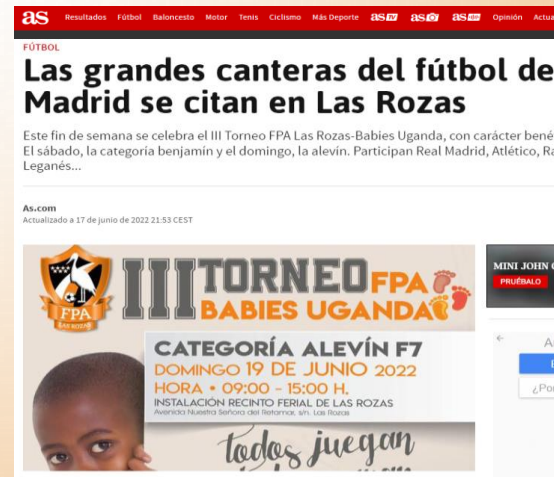 as Resultados Fútbol Baloncesto Motor Tenis Ciclismo Más Deporte as TV as as Opinión
FÚTBOL
Las grandes canteras del fútbol de
Madrid se citan en Las Rozas
Este fin de semana se celebra el III Torneo FPA Las Rozas-Babies Uganda, con carácter
El sábado, la categoría benjamín y el domingo, la alevín. Participan Real Madrid, Atlético,
Leganés...
As.com
Actualizado a 17 de junio de 2022 21:53 CEST
FPA
LAS ROZAS
III TORNEO FPA
BABIES UGANDA
CATEGORÍA ALEVÍN F7
DOMINGO 19 DE JUNIO 2022
HORA • 09:00 - 15:00 H.
INSTALACIÓN RECINTO FERIAL DE LAS ROZAS
Avenida Nuestra Señora del Retamar, s/n. Las Rozas
todos juegan
MINI JOHN
PRUÉBALO